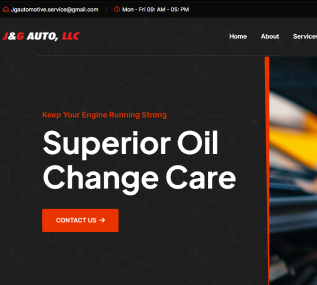 Jgautomotive.service@gmail.com Mon - Fri 09: AM - 05: PM
J&G AUTO, LLC Home About Services
Keep Your Engine Running Strong
Superior Oil
Change Care
CONTACT US →